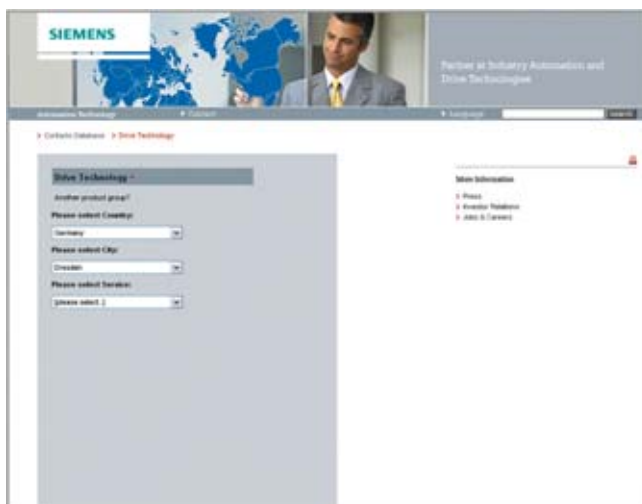 SIEMENS
Partner at Industry Automation and
Drive Technologies
Automation Technology
Contact
Language
Search
Contacts Database
Drive Technology
Drive Technology
Another product group?
Please select Country:
Germany
Please select City:
Dresden
Please select Service:
[please select..]
More Information
Press
Investor Relations
Jobs & Careers